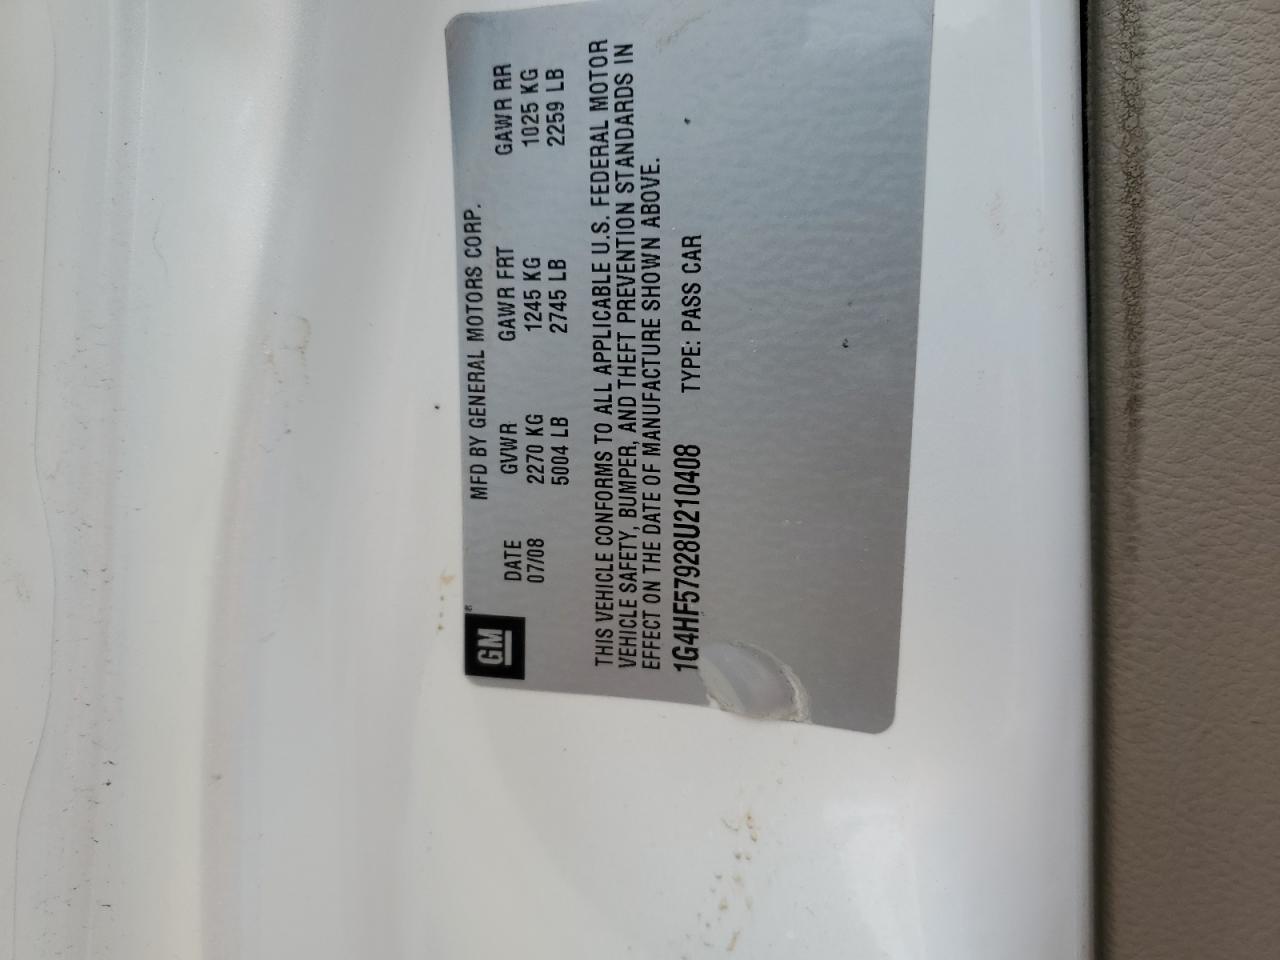 GM
MFD BY GENERAL MOTORS CORP.
DATE GVWR GAWR FRT GAWR RR
07/08 2270 KG 1245 KG 1025 KG
5004 LB 2745 LB 2259 LB
THIS VEHICLE CONFORMS TO ALL APPLICABLE U.S. FEDERAL MOTOR
VEHICLE SAFETY, BUMPER, AND THEFT PREVENTION STANDARDS IN
EFFECT ON THE DATE OF MANUFACTURE SHOWN ABOVE.
1G4HF57928U210408 TYPE: PASS CAR